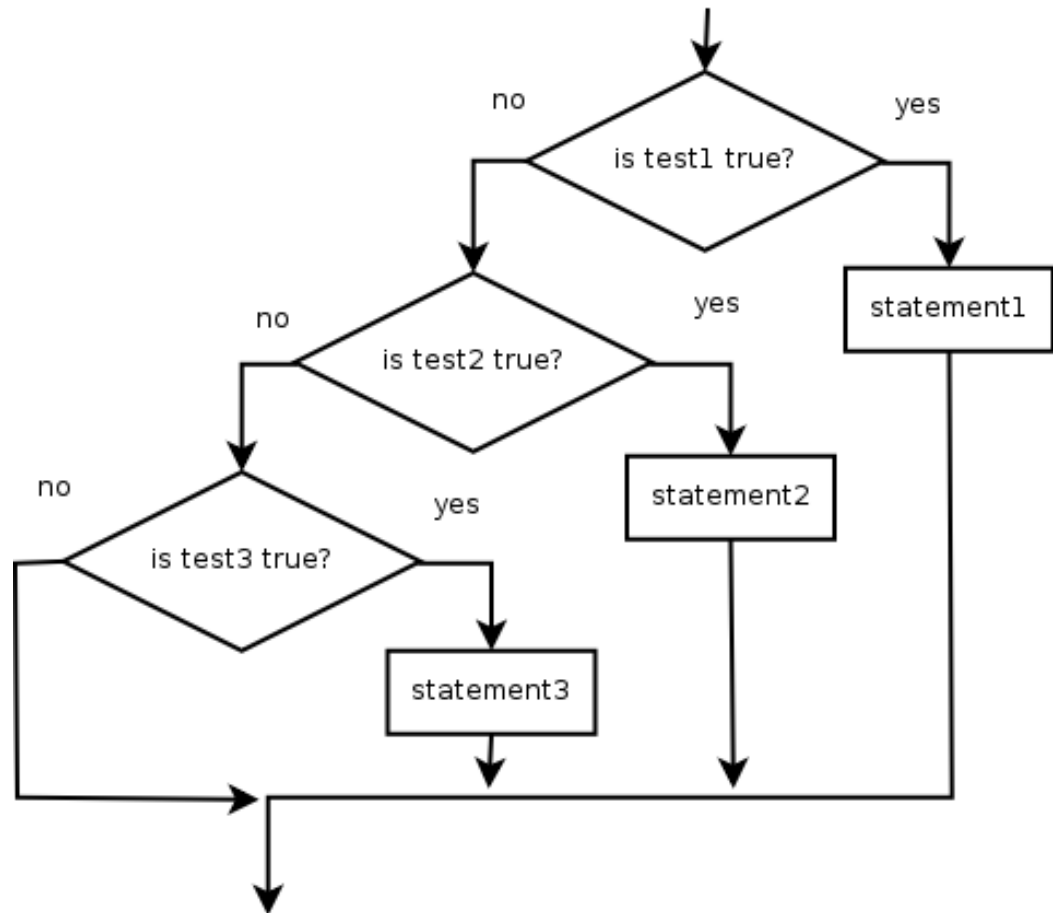 no
yes
is test1 true?
no
yes
statement1
is test2 true?
no
yes
statement2
is test3 true?
statement3